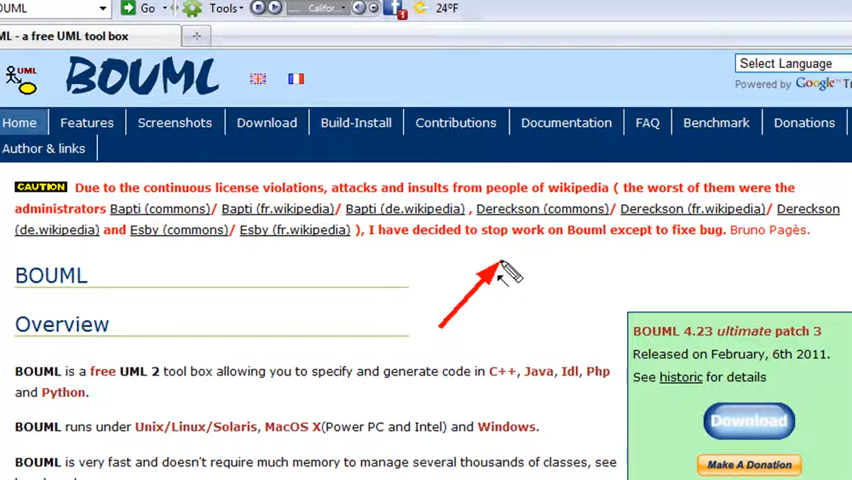 OUML
Go
Tools
Califor
1
24°F
ML - a free UML tool box
UML
BOUML
Select Language
Powered by Google
Home
Features
Screenshots
Download
Build-Install
Contributions
Documentation
FAQ
Benchmark
Donations
Author & links
CAUTION Due to the continuous license violations, attacks and insults from people of wikipedia ( the worst of them were the
administrators Bapti (commons)/ Bapti (fr.wikipedia)/ Bapti (de.wikipedia) , Dereckson (commons)/ Dereckson (fr.wikipedia)/ Dereckson
(de.wikipedia) and Esby (commons)/ Esby (fr.wikipedia) ), I have decided to stop work on Bouml except to fixe bug. Bruno Pagès.
BOUML
Overview
BOUML is a free UML 2 tool box allowing you to specify and generate code in C++, Java, Idl, Php
and Python.
BOUML runs under Unix/Linux/Solaris, MacOS X(Power PC and Intel) and Windows.
BOUML is very fast and doesn't require much memory to manage several thousands of classes, see
BOUML 4.23 ultimate patch 3
Released on February, 6th 2011.
See historic for details
Download
Make A Donation